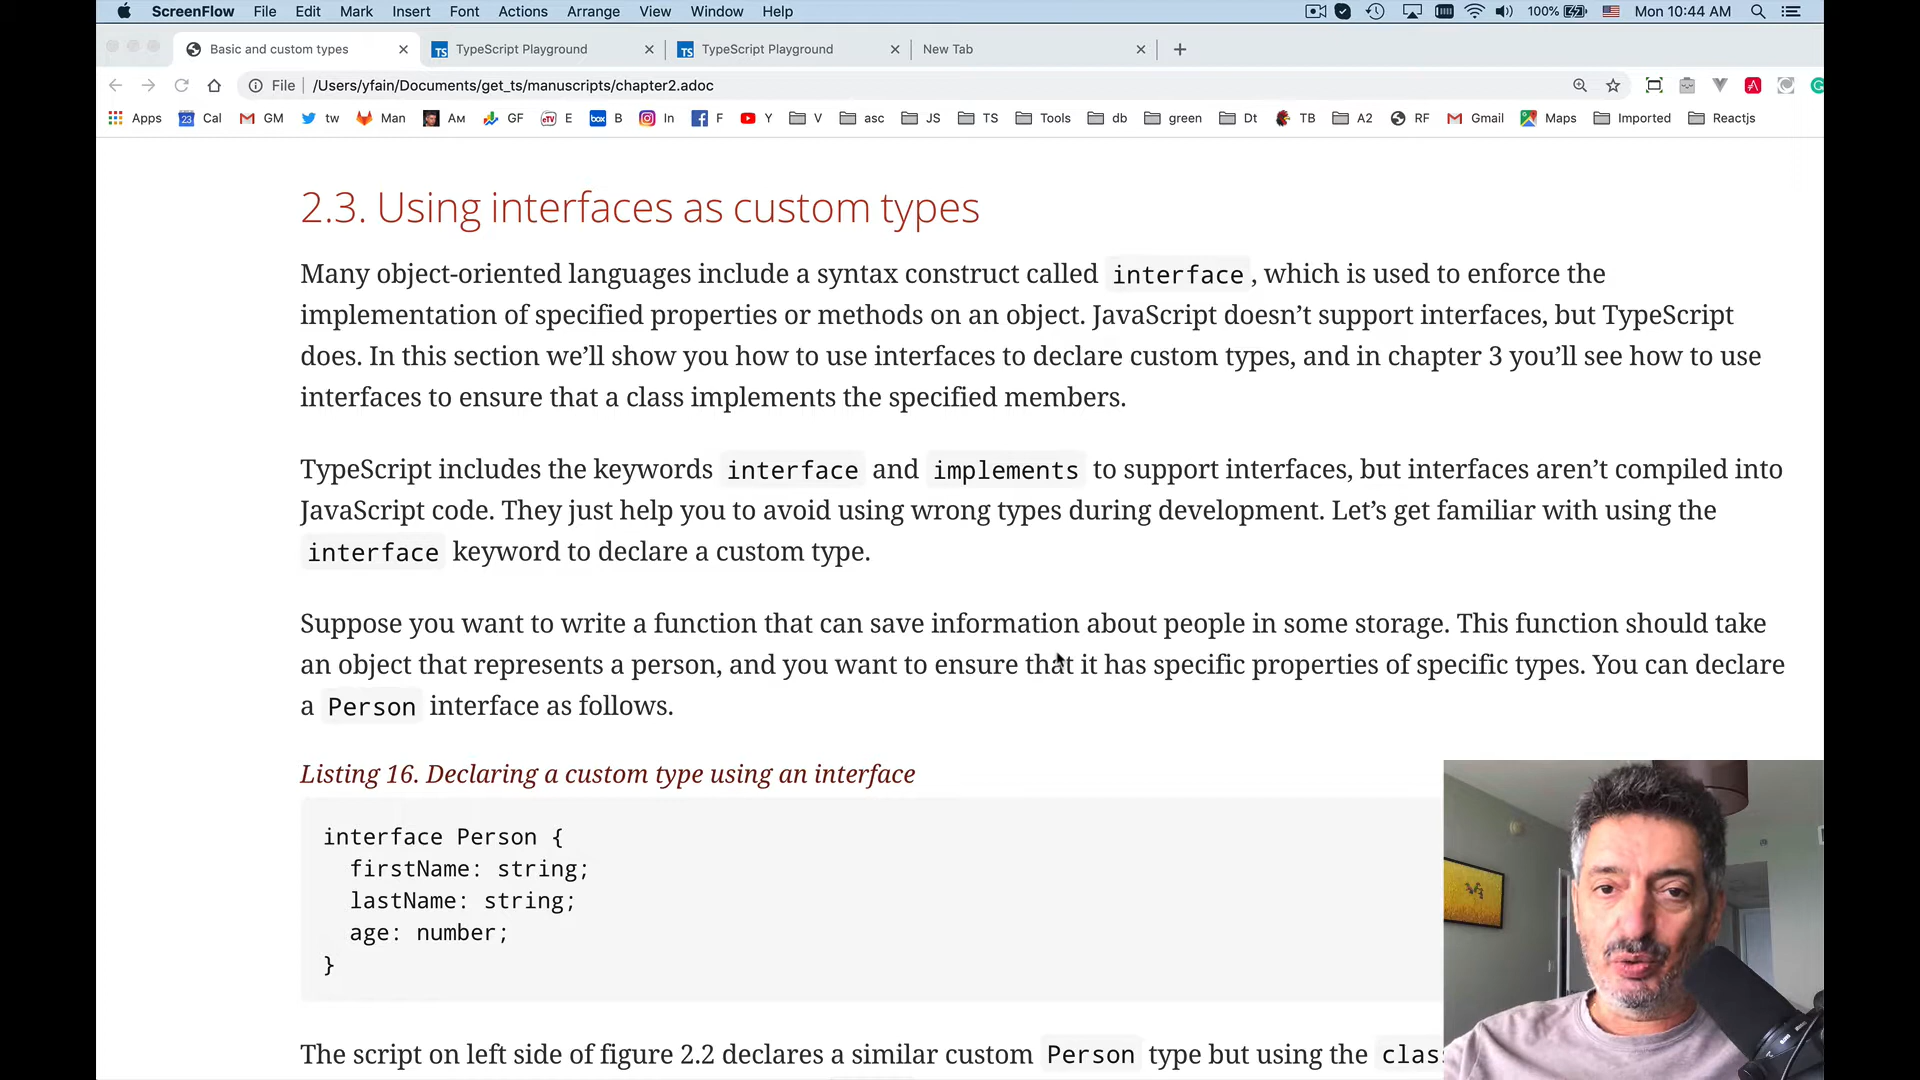 ScreenFlow File Edit Mark Insert Font Actions Arrange View Window Help 100% Mon 10:44 AM
Basic and custom types TS TypeScript Playground TS TypeScript Playground New Tab
File /Users/yfain/Documents/get_ts/manuscripts/chapter2.adoc
Apps 23 Cal GM tw Man Ам GF eTV E box B In F Y V asc JS TS Tools db green Dt TB A2 RF Gmail Maps Imported Reactjs
2.3. Using interfaces as custom types
Many object-oriented languages include a syntax construct called interface, which is used to enforce the
implementation of specified properties or methods on an object. JavaScript doesn’t support interfaces, but TypeScript
does. In this section we’ll show you how to use interfaces to declare custom types, and in chapter 3 you’ll see how to use
interfaces to ensure that a class implements the specified members.
TypeScript includes the keywords interface and implements to support interfaces, but interfaces aren’t compiled into
JavaScript code. They just help you to avoid using wrong types during development. Let’s get familiar with using the
interface keyword to declare a custom type.
Suppose you want to write a function that can save information about people in some storage. This function should take
an object that represents a person, and you want to ensure that it has specific properties of specific types. You can declare
a Person interface as follows.
Listing 16. Declaring a custom type using an interface
interface Person {
firstName: string;
lastName: string;
age: number;
}
The script on left side of figure 2.2 declares a similar custom Person type but using the clas